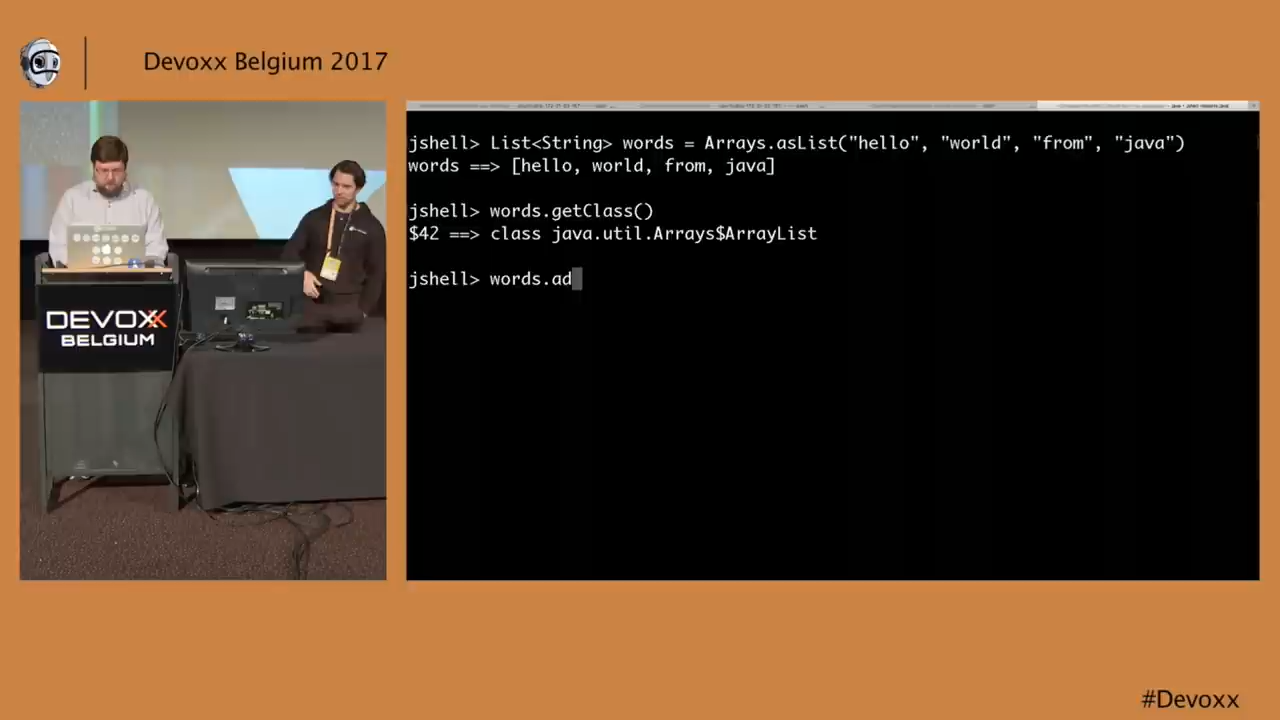 Devoxx Belgium 2017
jshell> List<String> words = Arrays.asList("hello", "world", "from", "java")
words ==> [hello, world, from, java]
jshell> words.getClass()
$42 ==> class java.util.Arrays$ArrayList
jshell> words.ad
DEVOXX
BELGIUM
#Devoxx